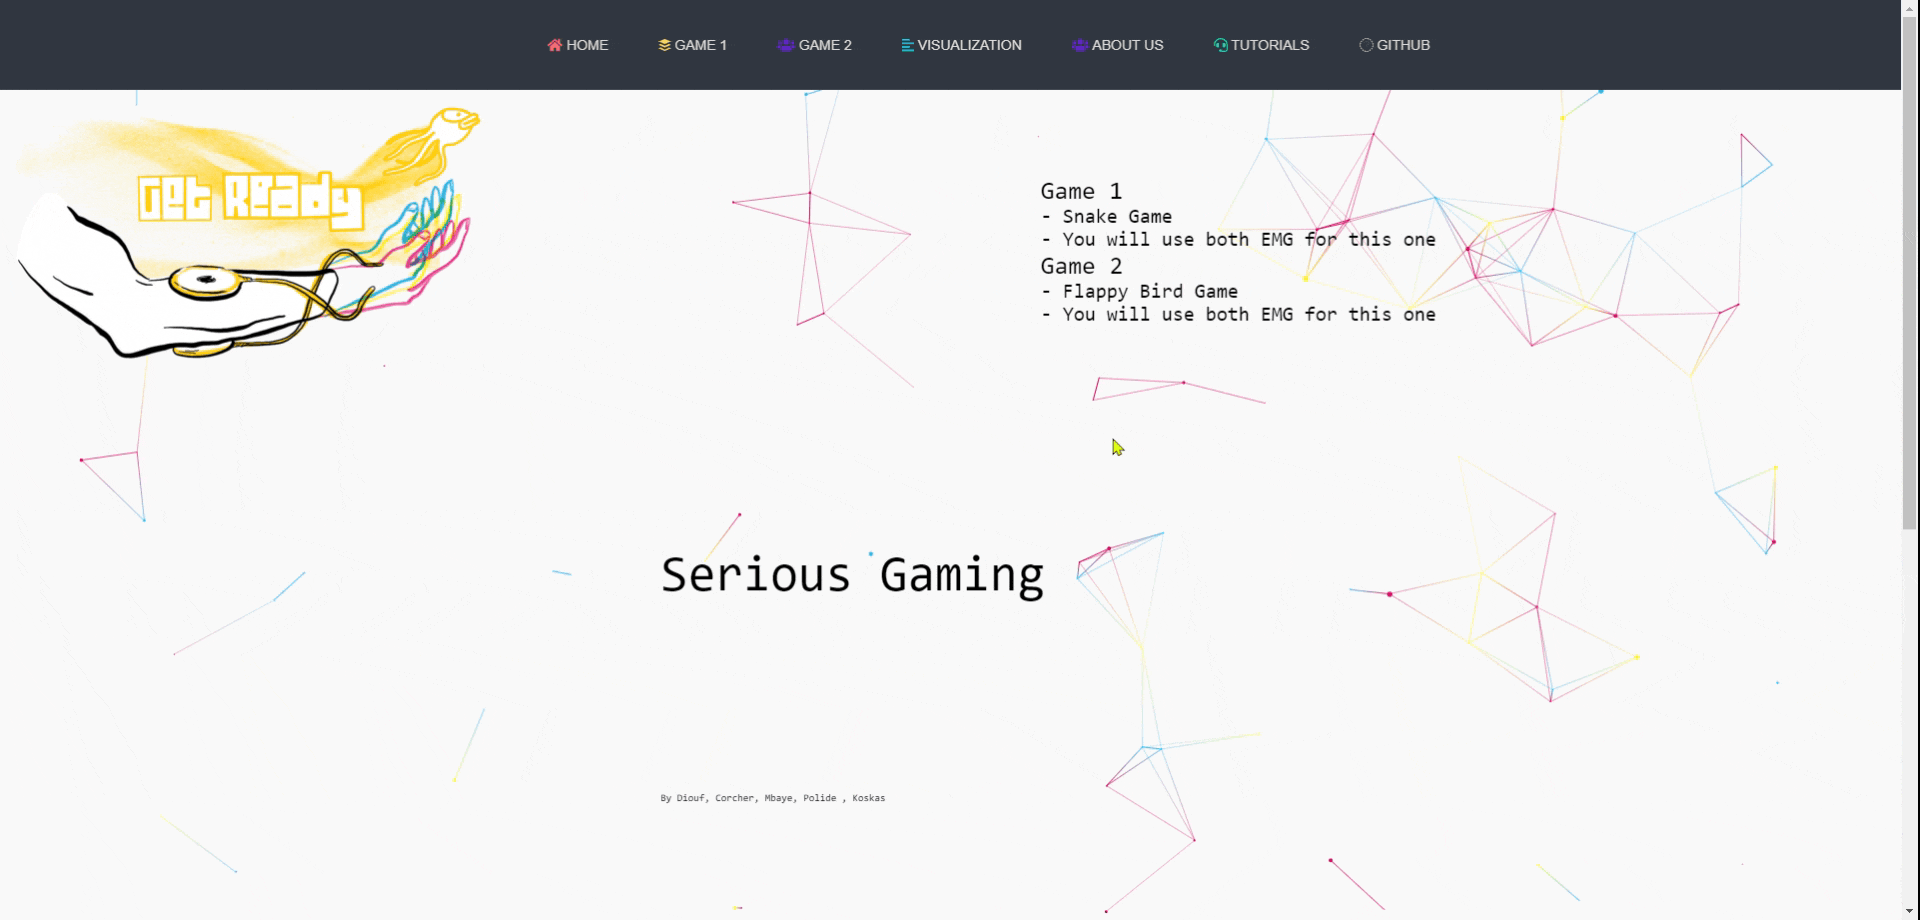 HOME
GAME 1
GAME 2
VISUALIZATION
ABOUT US
TUTORIALS
GITHUB
Get Ready
Game 1
- Snake Game
- You will use both EMG for this one
Game 2
- Flappy Bird Game
- You will use both EMG for this one
Serious Gaming
By Diouf, Corcher, Mbaye, Polide , Koskas